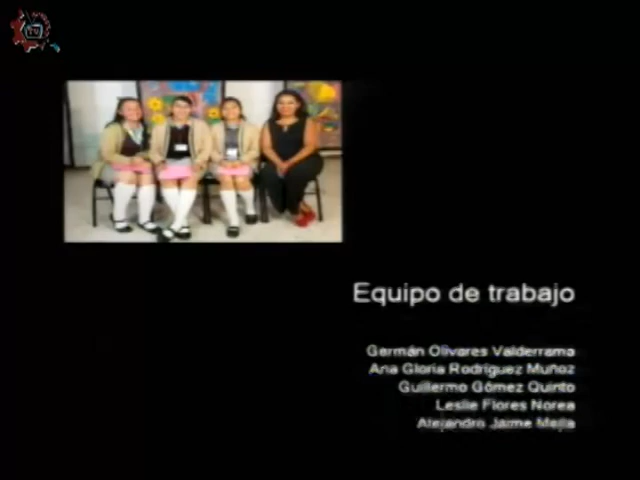 TV
Equipo de trabajo
Germán Olivares Valderrama
Ana Gloria Rodríguez Muñoz
Guillermo Gómez Quinto
Leslie Flores Norea
Alejandro Jaime Mejía